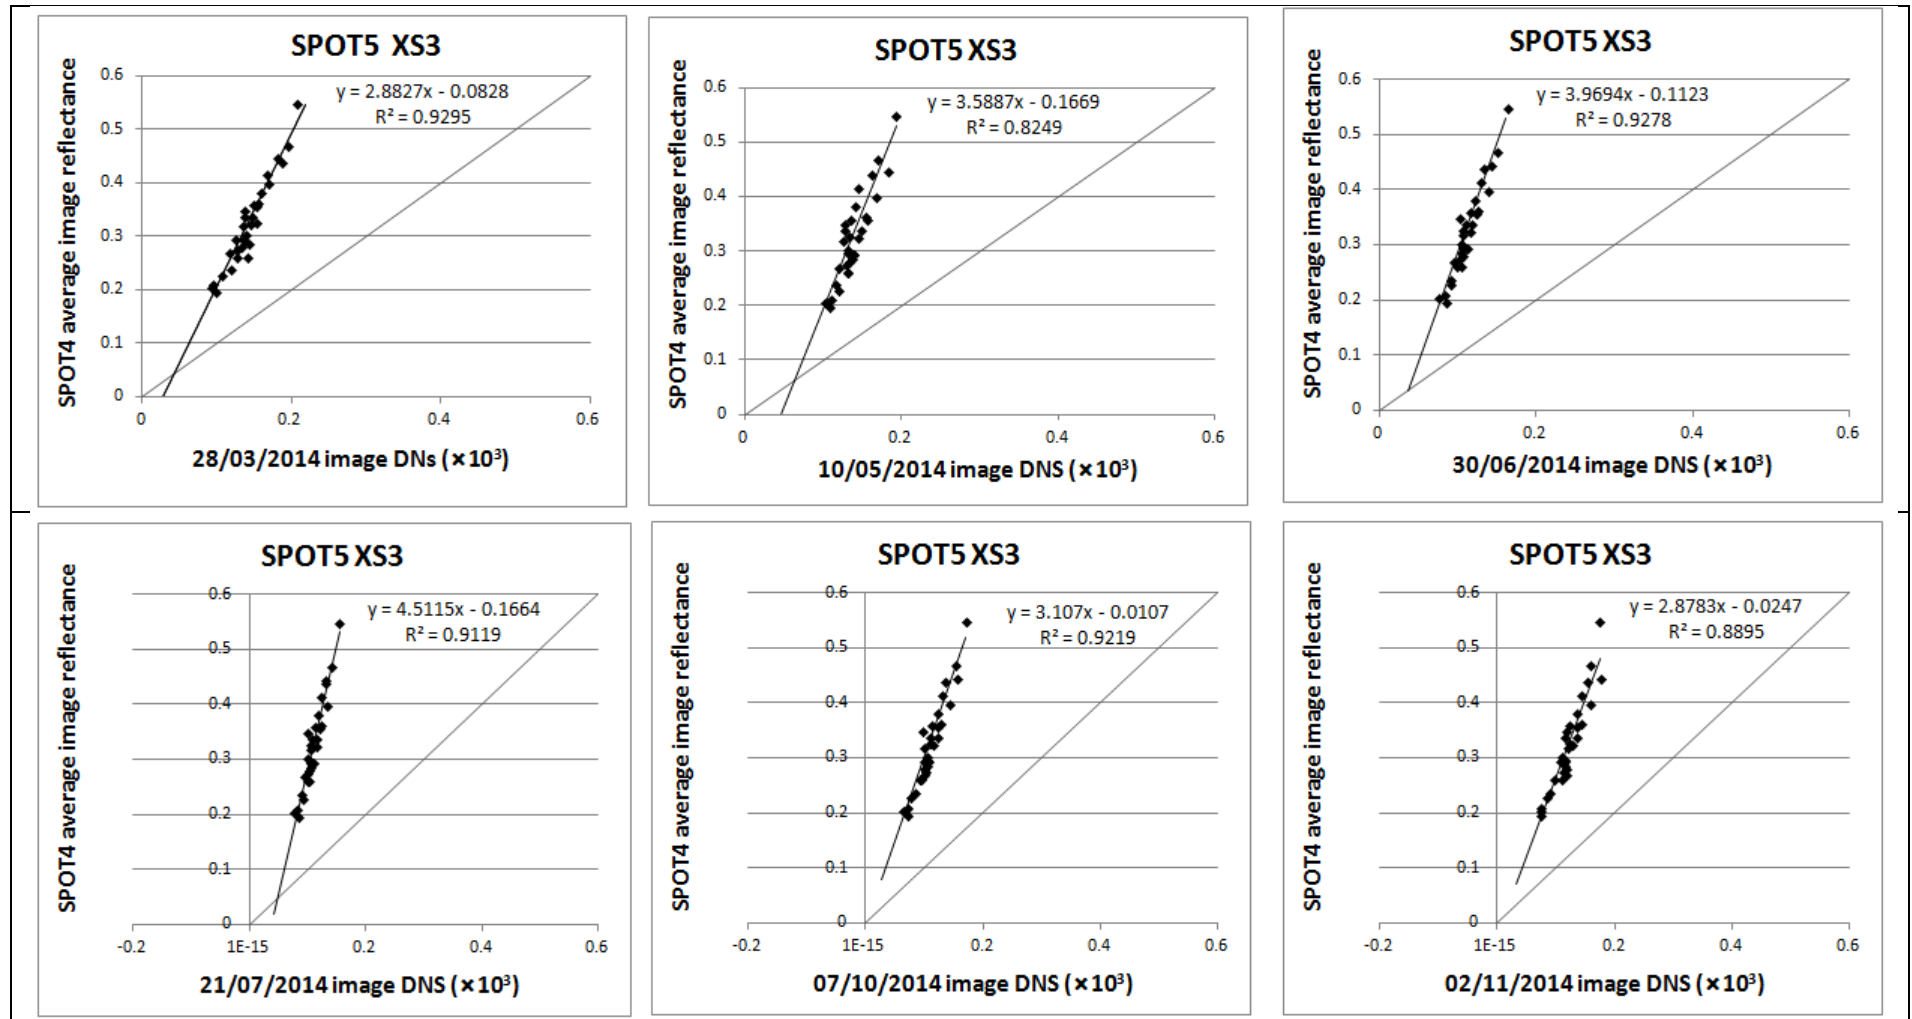 SPOT5 XS3
SPOT4 average image reflectance
y = 2.8827x - 0.0828
R² = 0.9295
0.6
0.5
0.4
0.3
0.2
0.1
0
0 0.2 0.4 0.6
28/03/2014 image DNs (×10³)
SPOT5 XS3
SPOT4 average image reflectance
y = 3.5887x - 0.1669
R² = 0.8249
0.6
0.5
0.4
0.3
0.2
0.1
0
0 0.2 0.4 0.6
10/05/2014 image DNS (×10³)
SPOT5 XS3
SPOT4 average image reflectance
y = 3.9694x - 0.1123
R² = 0.9278
0.6
0.5
0.4
0.3
0.2
0.1
0
0 0.2 0.4 0.6
30/06/2014 image DNS (×10³)
SPOT5 XS3
SPOT4 average image reflectance
y = 4.5115x - 0.1664
R² = 0.9119
0.6
0.5
0.4
0.3
0.2
0.1
0
-0.2 1E-15 0.2 0.4 0.6
21/07/2014 image DNS (×10³)
SPOT5 XS3
SPOT4 average image reflectance
y = 3.107x - 0.0107
R² = 0.9219
0.6
0.5
0.4
0.3
0.2
0.1
0
-0.2 1E-15 0.2 0.4 0.6
07/10/2014 image DNS (×10³)
SPOT5 XS3
SPOT4 average image reflectance
y = 2.8783x - 0.0247
R² = 0.8895
0.6
0.5
0.4
0.3
0.2
0.1
0
-0.2 1E-15 0.2 0.4 0.6
02/11/2014 image DNS (×10³)